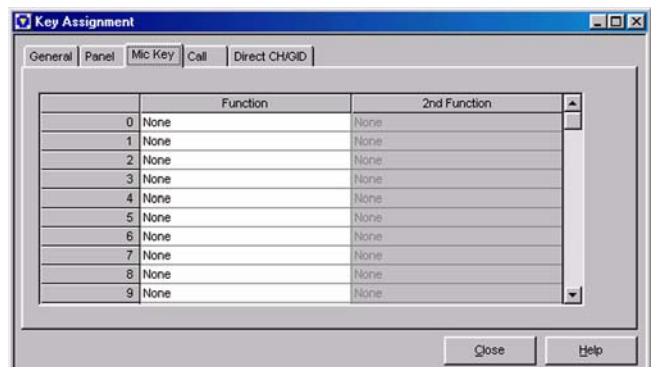 Key Assignment
General Panel Mic Key Call Direct CH/GID
Function 2nd Function
0 None None
1 None None
2 None None
3 None None
4 None None
5 None None
6 None None
7 None None
8 None None
9 None None
Close Help